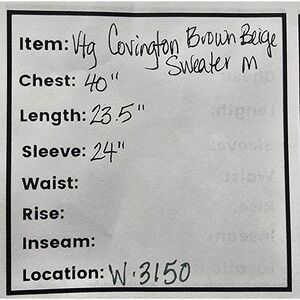 Item: Vtg Covington Brown Beige
Sweater m
Chest: 40"
Length: 23.5"
Sleeve: 24"
Waist:
Rise:
Inseam:
Location: W.3150